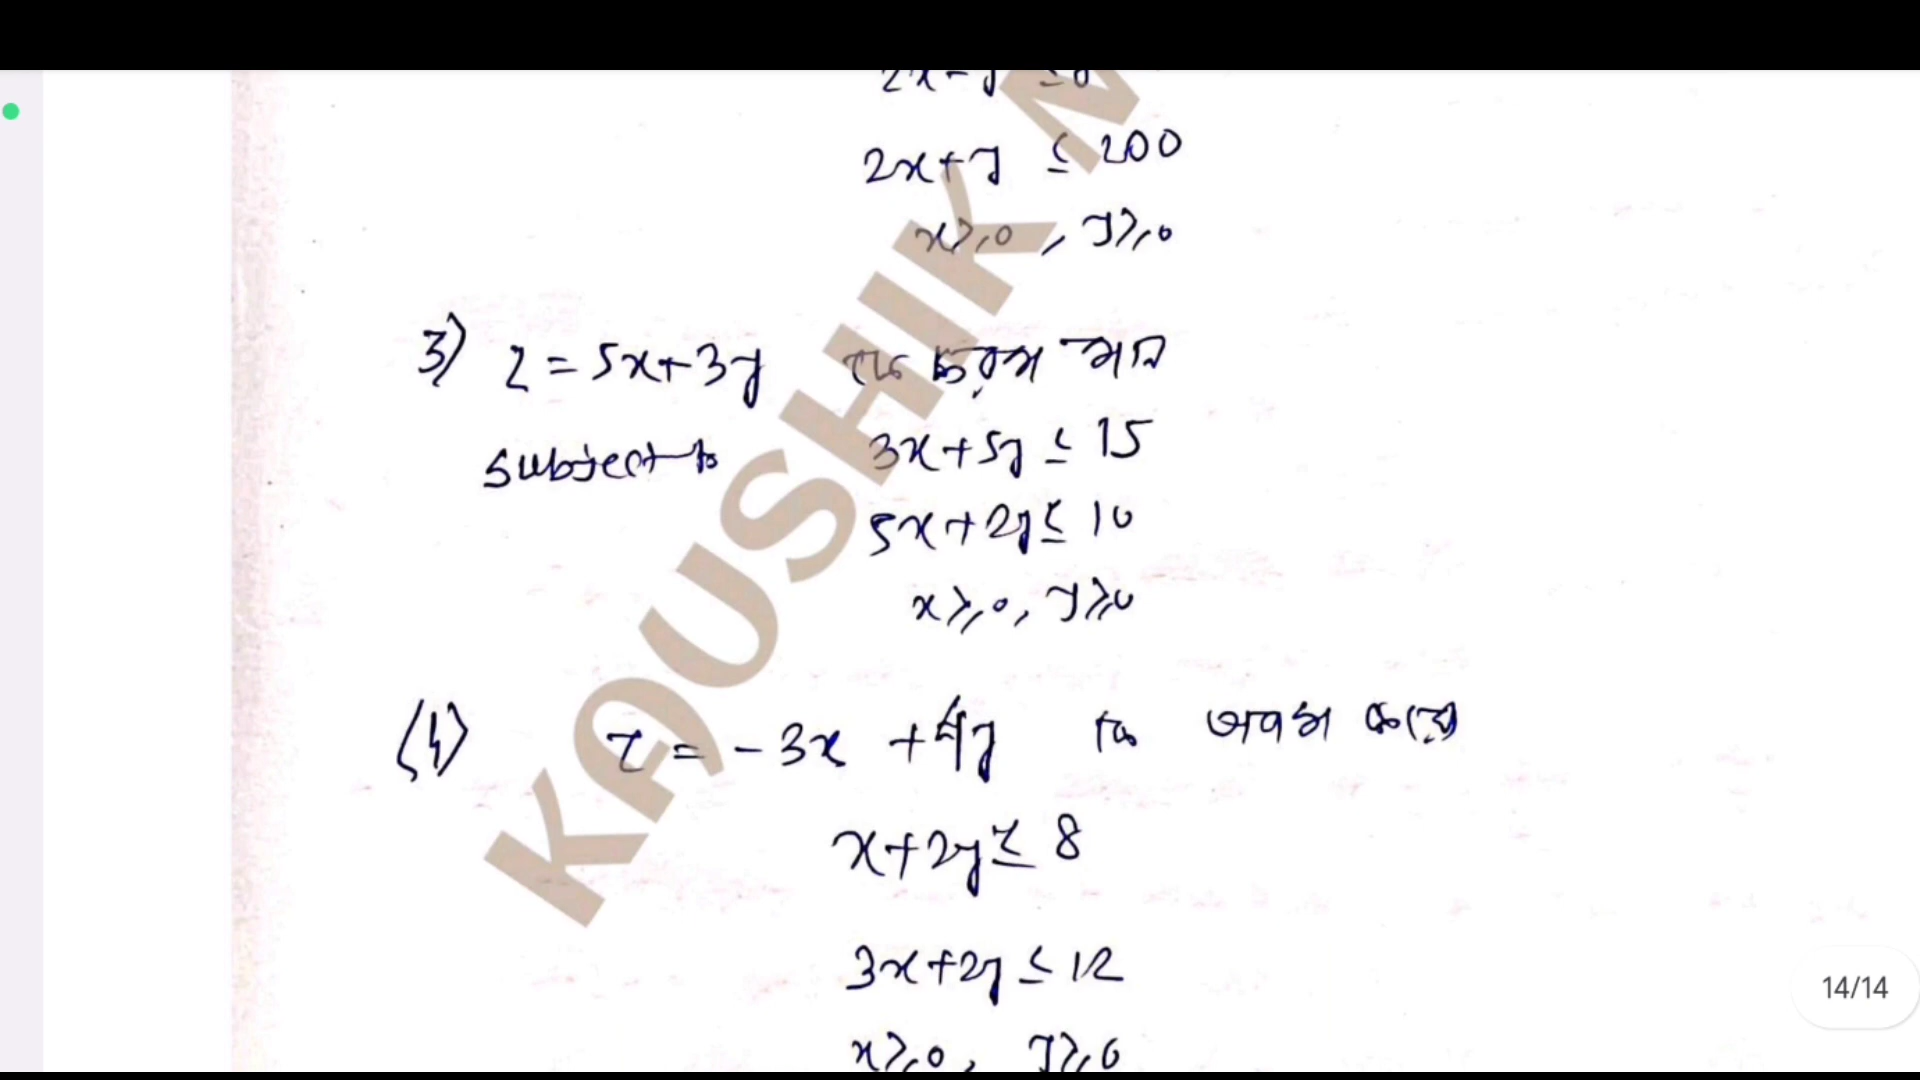 2x+y ≤ 200
x ≥ 0, y ≥ 0
3) Z = 5x+3y চরম মান
subject to 3x+5y ≤ 15
5x+2y ≤ 10
x ≥ 0, y ≥ 0
(4) Z = -3x +4y অবম করো
x+2y ≤ 8
3x+2y ≤ 12
x ≥ 0, y ≥ 0
KAUSHIK
14/14